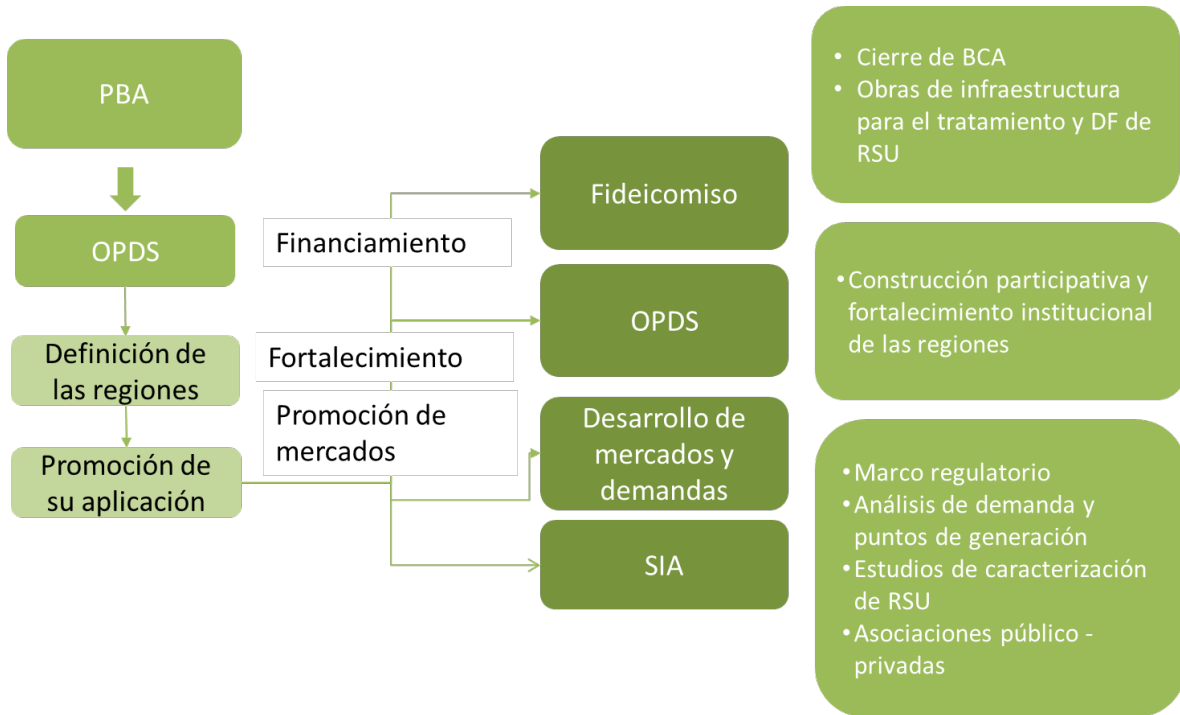 PBA
OPDS
Definición de
las regiones
Promoción de
su aplicación
Financiamiento
Fortalecimiento
Promoción de
mercados
Fideicomiso
OPDS
Desarrollo de
mercados y
demandas
SIA
• Cierre de BCA
• Obras de infraestructura
para el tratamiento y DF de
RSU
• Construcción participativa y
fortalecimiento institucional
de las regiones
• Marco regulatorio
• Análisis de demanda y
puntos de generación
• Estudios de caracterización
de RSU
• Asociaciones público -
privadas